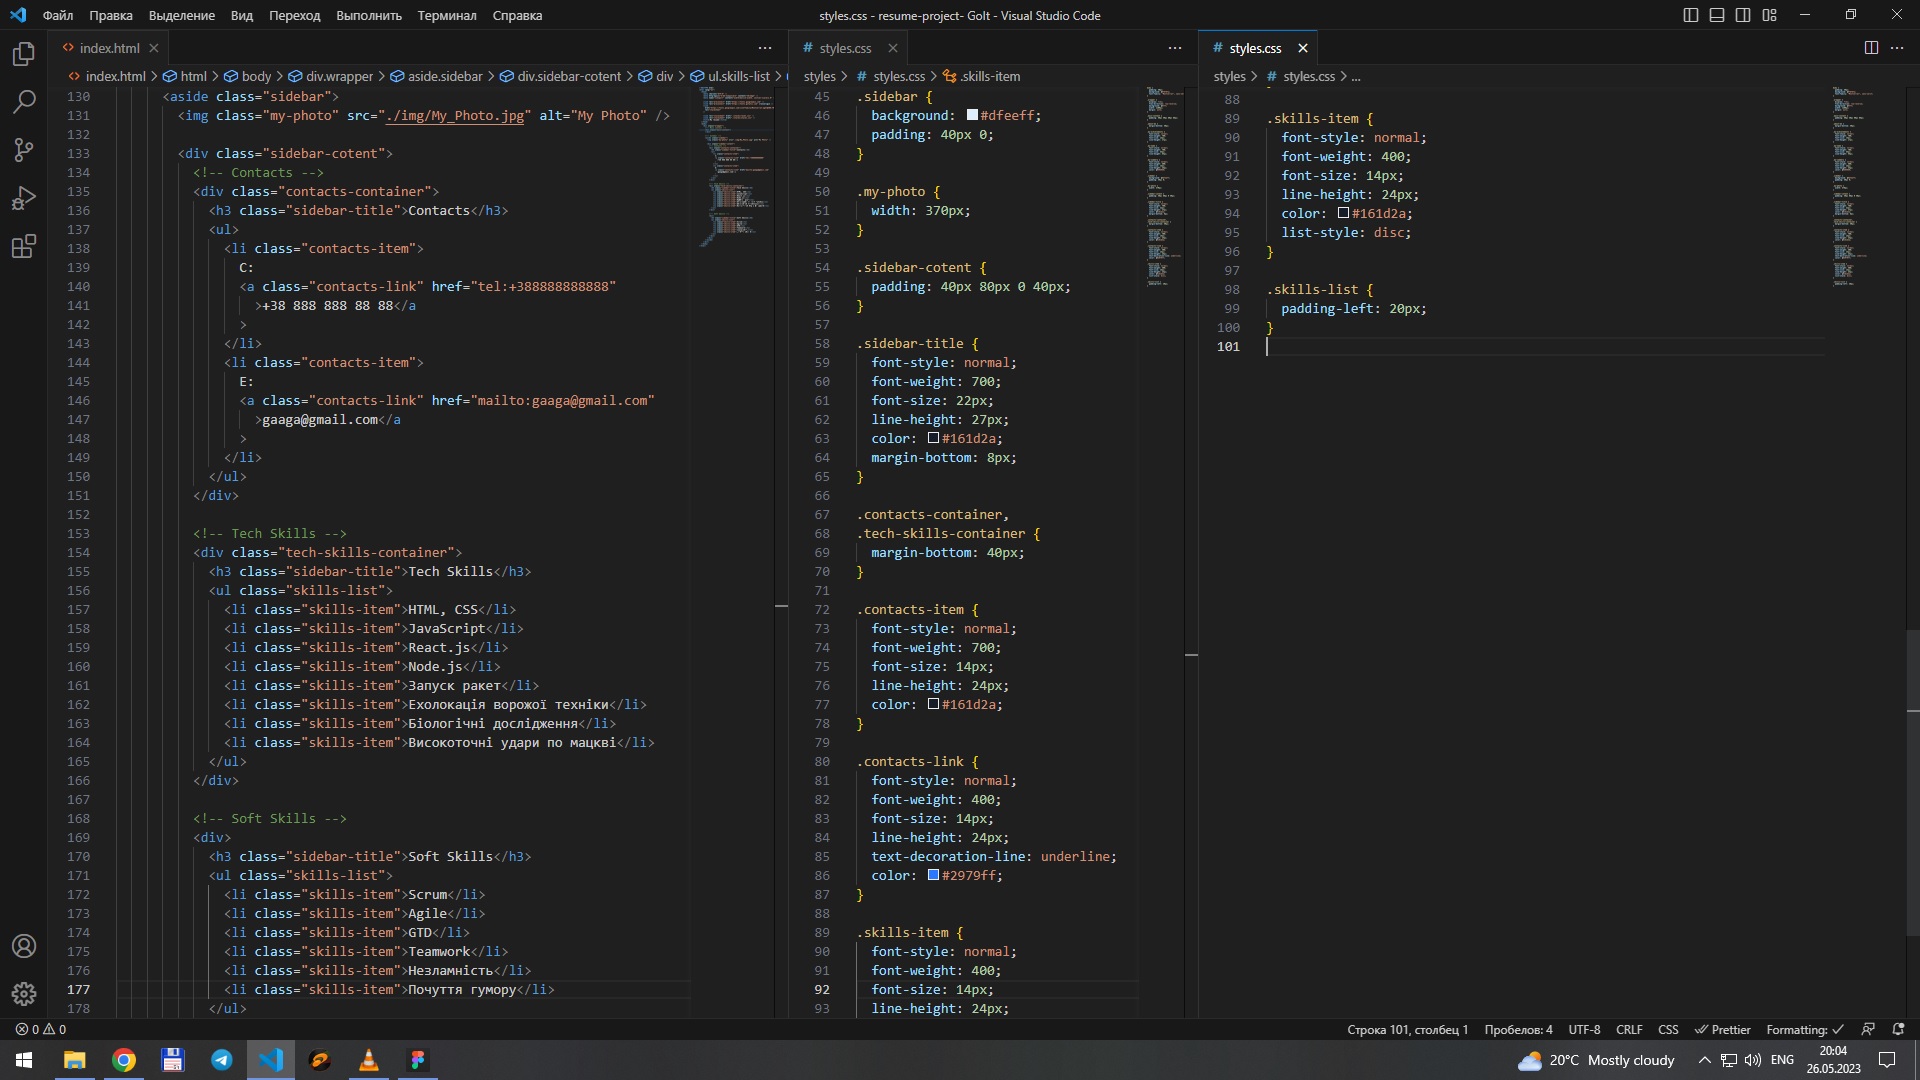 Файл Правка Выделение Вид Переход Выполнить Терминал Справка
styles.css - resume-project- GoIt - Visual Studio Code
index.html
index.html > html > body > div.wrapper > aside.sidebar > div.sidebar-cotent > div > ul.skills-list >
130 <aside class="sidebar">
131 <img class="my-photo" src="./img/My_Photo.jpg" alt="My Photo" />
132
133 <div class="sidebar-cotent">
134 <!-- Contacts -->
135 <div class="contacts-container">
136 <h3 class="sidebar-title">Contacts</h3>
137 <ul>
138 <li class="contacts-item">
139 C:
140 <a class="contacts-link" href="tel:+388888888888"
141 >+38 888 888 88 88</a
142 >
143 </li>
144 <li class="contacts-item">
145 E:
146 <a class="contacts-link" href="mailto:gaaga@gmail.com"
147 >gaaga@gmail.com</a
148 >
149 </li>
150 </ul>
151 </div>
152
153 <!-- Tech Skills -->
154 <div class="tech-skills-container">
155 <h3 class="sidebar-title">Tech Skills</h3>
156 <ul class="skills-list">
157 <li class="skills-item">HTML, CSS</li>
158 <li class="skills-item">JavaScript</li>
159 <li class="skills-item">React.js</li>
160 <li class="skills-item">Node.js</li>
161 <li class="skills-item">Запуск ракет</li>
162 <li class="skills-item">Ехолокація ворожої техніки</li>
163 <li class="skills-item">Біологічні дослідження</li>
164 <li class="skills-item">Високоточні удари по мацкві</li>
165 </ul>
166 </div>
167
168 <!-- Soft Skills -->
169 <div>
170 <h3 class="sidebar-title">Soft Skills</h3>
171 <ul class="skills-list">
172 <li class="skills-item">Scrum</li>
173 <li class="skills-item">Agile</li>
174 <li class="skills-item">GTD</li>
175 <li class="skills-item">Teamwork</li>
176 <li class="skills-item">Незламність</li>
177 <li class="skills-item">Почуття гумору</li>
178 </ul>
# styles.css
styles > # styles.css > .skills-item
45 .sidebar {
46 background: #dfeeff;
47 padding: 40px 0;
48 }
49
50 .my-photo {
51 width: 370px;
52 }
53
54 .sidebar-cotent {
55 padding: 40px 80px 0 40px;
56 }
57
58 .sidebar-title {
59 font-style: normal;
60 font-weight: 700;
61 font-size: 22px;
62 line-height: 27px;
63 color: #161d2a;
64 margin-bottom: 8px;
65 }
66
67 .contacts-container,
68 .tech-skills-container {
69 margin-bottom: 40px;
70 }
71
72 .contacts-item {
73 font-style: normal;
74 font-weight: 700;
75 font-size: 14px;
76 line-height: 24px;
77 color: #161d2a;
78 }
79
80 .contacts-link {
81 font-style: normal;
82 font-weight: 400;
83 font-size: 14px;
84 line-height: 24px;
85 text-decoration-line: underline;
86 color: #2979ff;
87 }
88
89 .skills-item {
90 font-style: normal;
91 font-weight: 400;
92 font-size: 14px;
93 line-height: 24px;
# styles.css
styles > # styles.css > ...
88
89 .skills-item {
90 font-style: normal;
91 font-weight: 400;
92 font-size: 14px;
93 line-height: 24px;
94 color: #161d2a;
95 list-style: disc;
96 }
97
98 .skills-list {
99 padding-left: 20px;
100 }
101
0 0
Строка 101, столбец 1 Пробелов: 4 UTF-8 CRLF CSS Prettier Formatting:
20°C Mostly cloudy ENG
20:04
26.05.2023